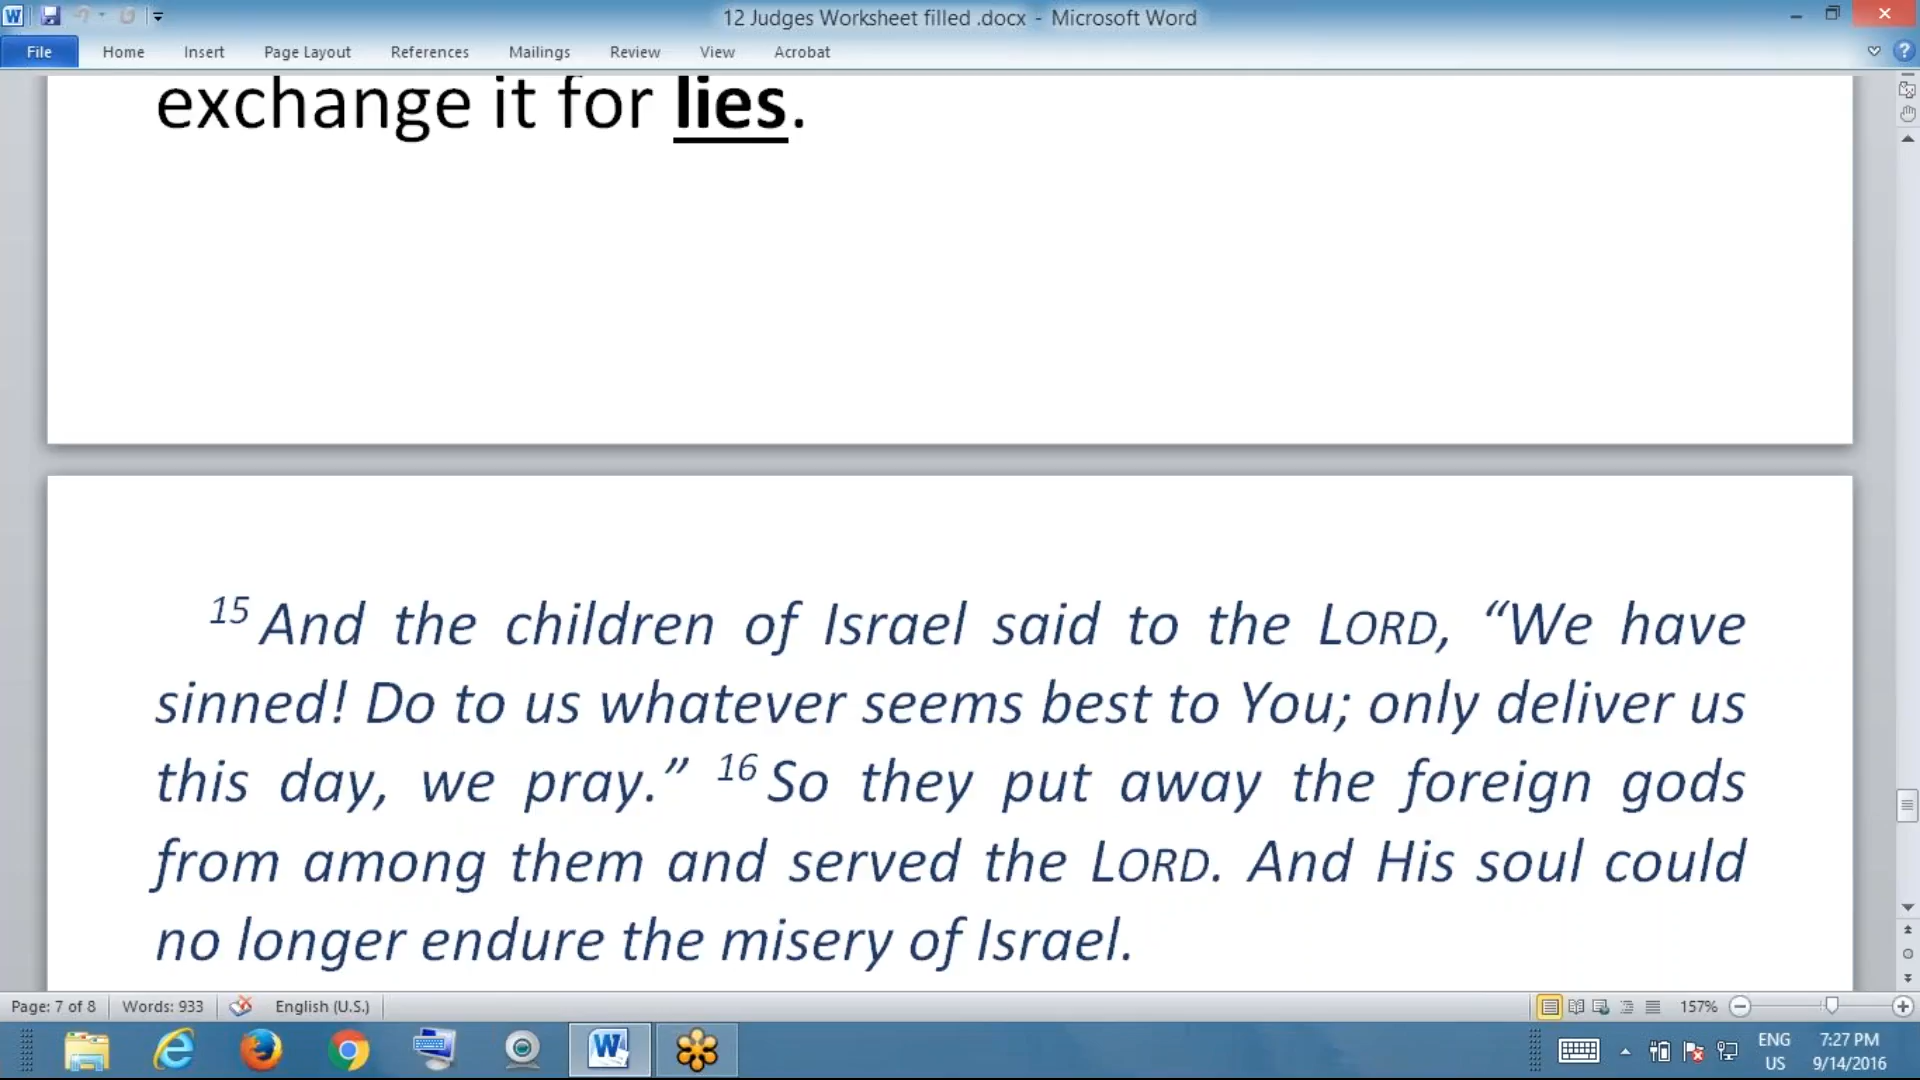 12 Judges Worksheet filled .docx - Microsoft Word
File Home Insert Page Layout References Mailings Review View Acrobat
exchange it for lies.
15 And the children of Israel said to the LORD, “We have
sinned! Do to us whatever seems best to You; only deliver us
this day, we pray.” 16 So they put away the foreign gods
from among them and served the LORD. And His soul could
no longer endure the misery of Israel.
Page: 7 of 8 Words: 933 English (U.S.) 157%
ENG 7:27 PM
US 9/14/2016